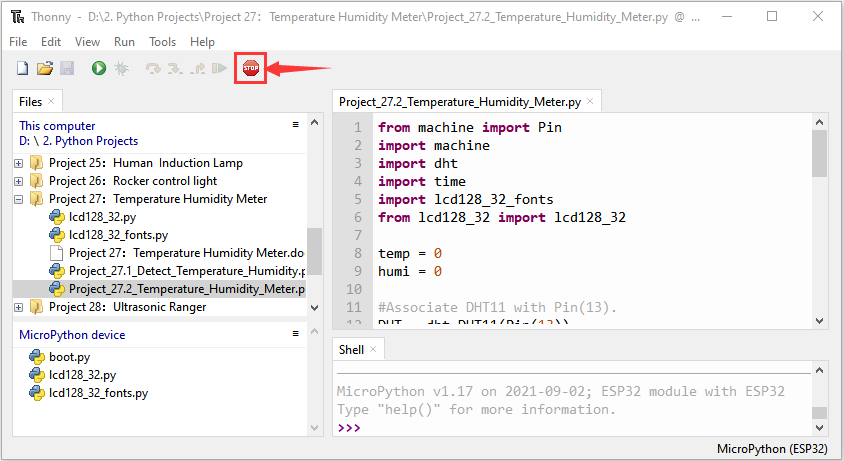 Thonny - D:\2. Python Projects\Project 27：Temperature Humidity Meter\Project_27.2_Temperature_Humidity_Meter.py @ ...
File Edit View Run Tools Help
STOP
Files
This computer
D: \ 2. Python Projects
Project 25：Human Induction Lamp
Project 26：Rocker control light
Project 27：Temperature Humidity Meter
lcd128_32.py
lcd128_32_fonts.py
Project 27：Temperature Humidity Meter.do
Project_27.1_Detect_Temperature_Humidity.p
Project_27.2_Temperature_Humidity_Meter.p
Project 28：Ultrasonic Ranger
MicroPython device
boot.py
lcd128_32.py
lcd128_32_fonts.py
Project_27.2_Temperature_Humidity_Meter.py
1 from machine import Pin
2 import machine
3 import dht
4 import time
5 import lcd128_32_fonts
6 from lcd128_32 import lcd128_32
7
8 temp = 0
9 humi = 0
10
11 #Associate DHT11 with Pin(13).
12 DHT = dht.DHT11(Pin(13))
Shell
MicroPython v1.17 on 2021-09-02; ESP32 module with ESP32
Type "help()" for more information.
>>>
MicroPython (ESP32)